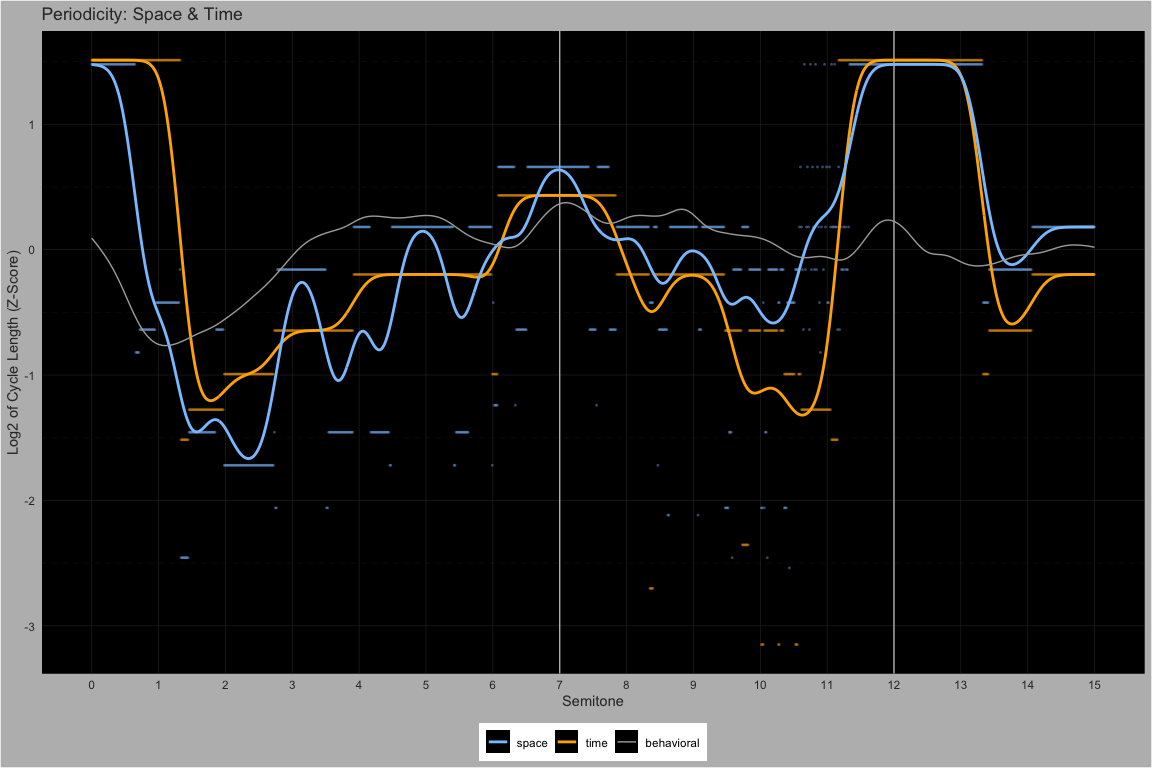 Periodicity: Space & Time
Log2 of Cycle Length (Z-Score)
1
0
-1
-2
-3
0 1 2 3 4 5 6 7 8 9 10 11 12 13 14 15
Semitone
space time behavioral